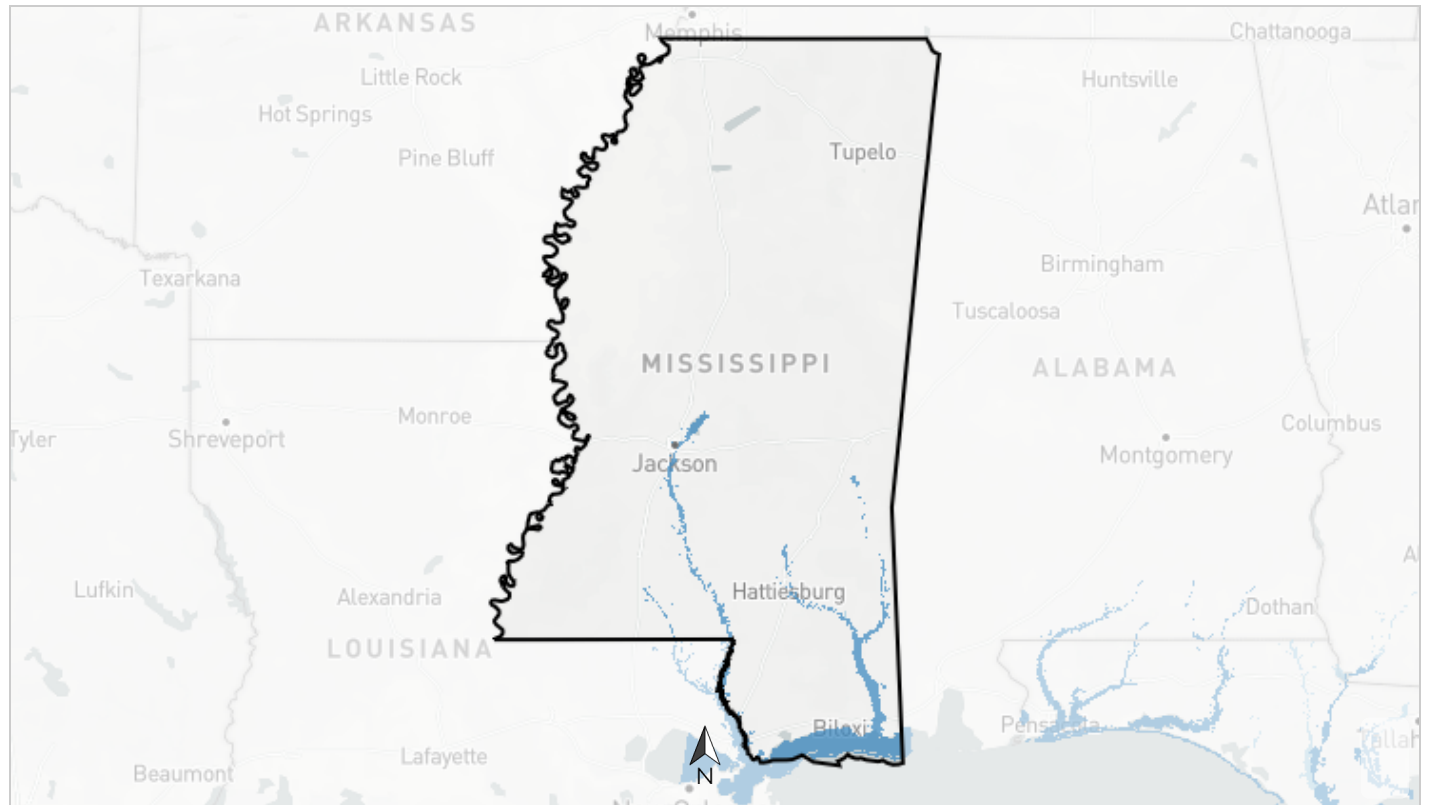 ARKANSAS
Memphis
Chattanooga
Little Rock
Huntsville
Hot Springs
Pine Bluff
Tupelo
Texarkana
Birmingham
Tuscaloosa
MISSISSIPPI
ALABAMA
Monroe
Columbus
Tyler
Shreveport
Jackson
Montgomery
Lufkin
Alexandria
Hattiesburg
Dothan
LOUISIANA
Biloxi
Pensacola
Lafayette
Beaumont
N